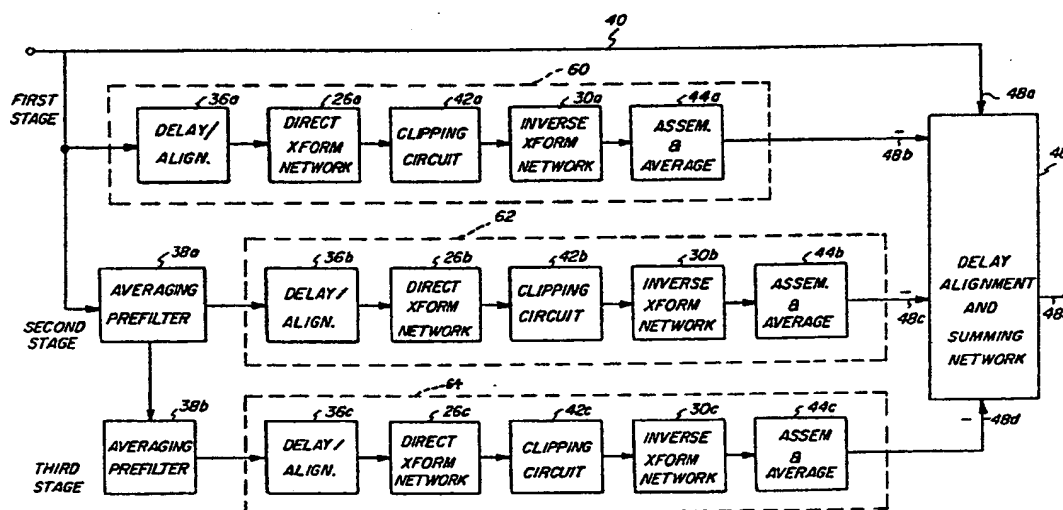 40
60
48a
FIRST
STAGE
36a
DELAY/
ALIGN.
26a
DIRECT
XFORM
NETWORK
42a
CLIPPING
CIRCUIT
30a
INVERSE
XFORM
NETWORK
44a
ASSEM.
&
AVERAGE
-
48b
62
38a
AVERAGING
PREFILTER
SECOND
STAGE
36b
DELAY/
ALIGN.
26b
DIRECT
XFORM
NETWORK
42b
CLIPPING
CIRCUIT
30b
INVERSE
XFORM
NETWORK
44b
ASSEM.
&
AVERAGE
-
48c
DELAY
ALIGNMENT
AND
SUMMING
NETWORK
64
38b
AVERAGING
PREFILTER
THIRD
STAGE
36c
DELAY/
ALIGN.
26c
DIRECT
XFORM
NETWORK
42c
CLIPPING
CIRCUIT
30c
INVERSE
XFORM
NETWORK
44c
ASSEM
&
AVERAGE
-
48d